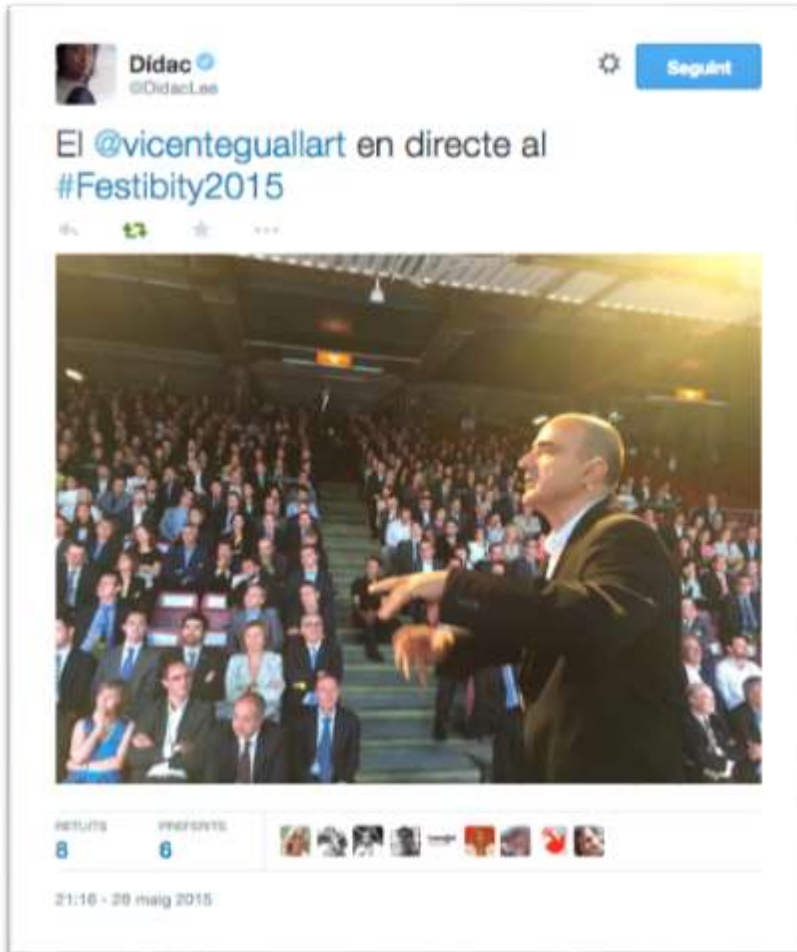 Dídac
@DidacLee
Seguint
El @vicenteguallart en directe al
#Festibity2015
RETUITS
PREFERITS
8
6
21:16 - 28 maig 2015